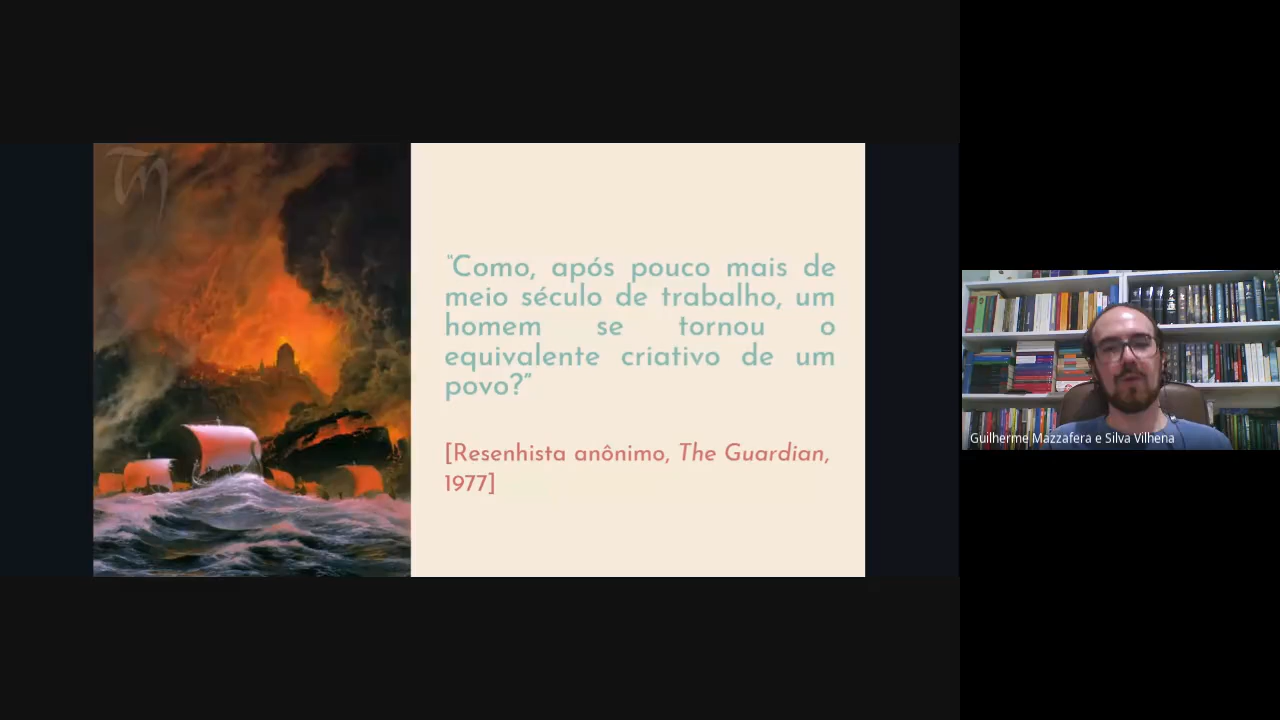 “Como, após pouco mais de
meio século de trabalho, um
homem se tornou o
equivalente criativo de um
povo?”
[Resenhista anônimo, The Guardian,
1977]
Guilherme Mazzafera e Silva Vilhena